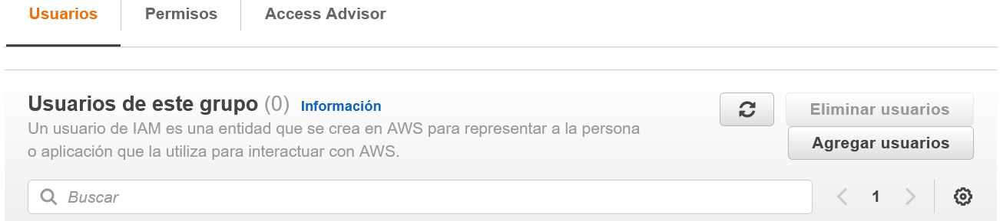 Usuarios
Permisos
Access Advisor
Usuarios de este grupo (0) Información
Un usuario de IAM es una entidad que se crea en AWS para representar a la persona
o aplicación que la utiliza para interactuar con AWS.
Eliminar usuarios
Agregar usuarios
Buscar
1